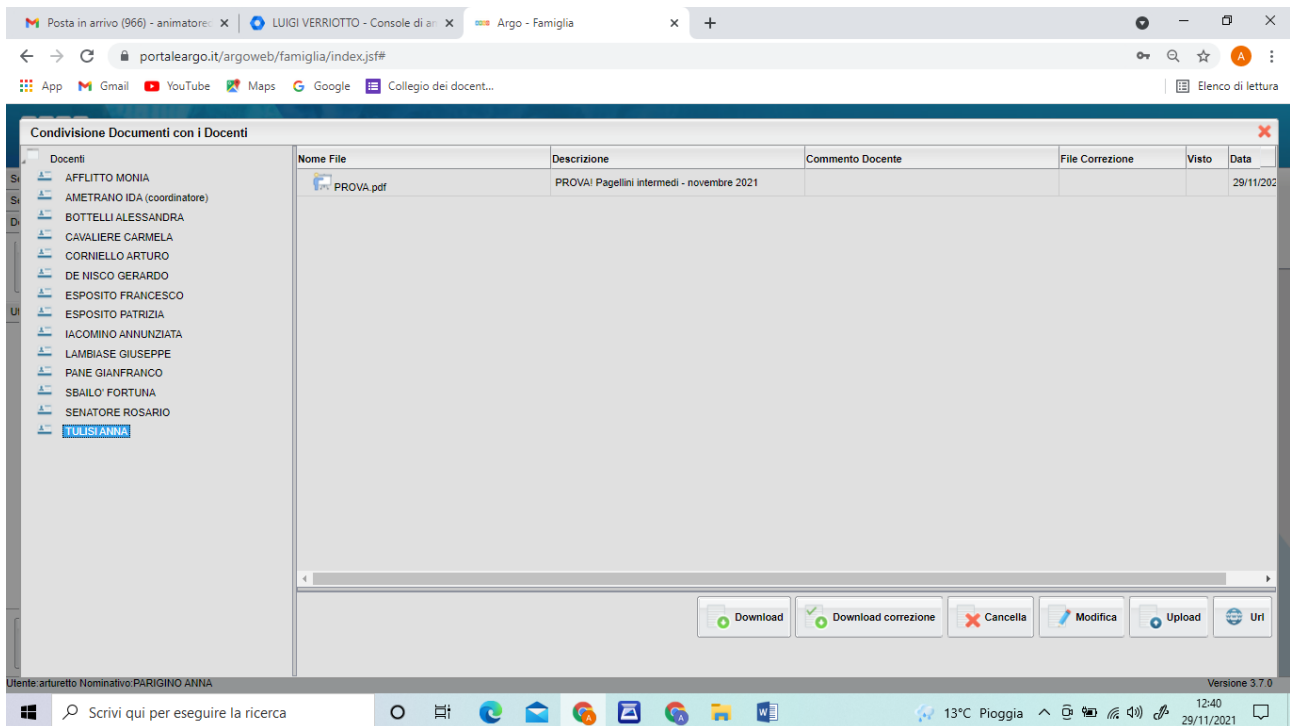 Posta in arrivo (966) - animatorec
LUIGI VERRIOTTO - Console di an
Argo - Famiglia
portaleargo.it/argoweb/famiglia/index.jsf#
A
App Gmail YouTube Maps Google Collegio dei docent... Elenco di lettura
Condivisione Documenti con i Docenti
Docenti
AFFLITTO MONIA
AMETRANO IDA (coordinatore)
BOTTELLI ALESSANDRA
CAVALIERE CARMELA
CORNIELLO ARTURO
DE NISCO GERARDO
ESPOSITO FRANCESCO
ESPOSITO PATRIZIA
IACOMINO ANNUNZIATA
LAMBIASE GIUSEPPE
PANE GIANFRANCO
SBAILO' FORTUNA
SENATORE ROSARIO
TULISI ANNA
Nome File Descrizione Commento Docente File Correzione Visto Data
PROVA.pdf PROVA! Pagellini intermedi - novembre 2021 29/11/202
Download Download correzione Cancella Modifica Upload Url
Utente:arturetto Nominativo:PARIGINO ANNA Versione 3.7.0
Scrivi qui per eseguire la ricerca
13°C Pioggia
12:40
29/11/2021